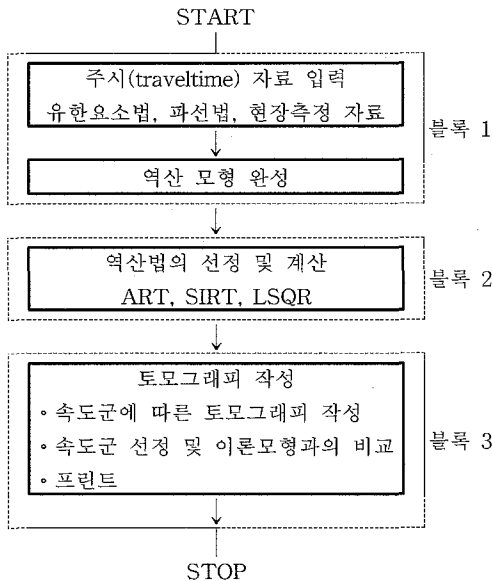 START
주시(traveltime) 자료 입력
유한요소법, 파선법, 현장측정 자료
블록 1
역산 모형 완성
역산법의 선정 및 계산
ART, SIRT, LSQR
블록 2
토모그래피 작성
∘ 속도군에 따른 토모그래피 작성
∘ 속도군 선정 및 이론모형과의 비교
∘ 프린트
블록 3
STOP